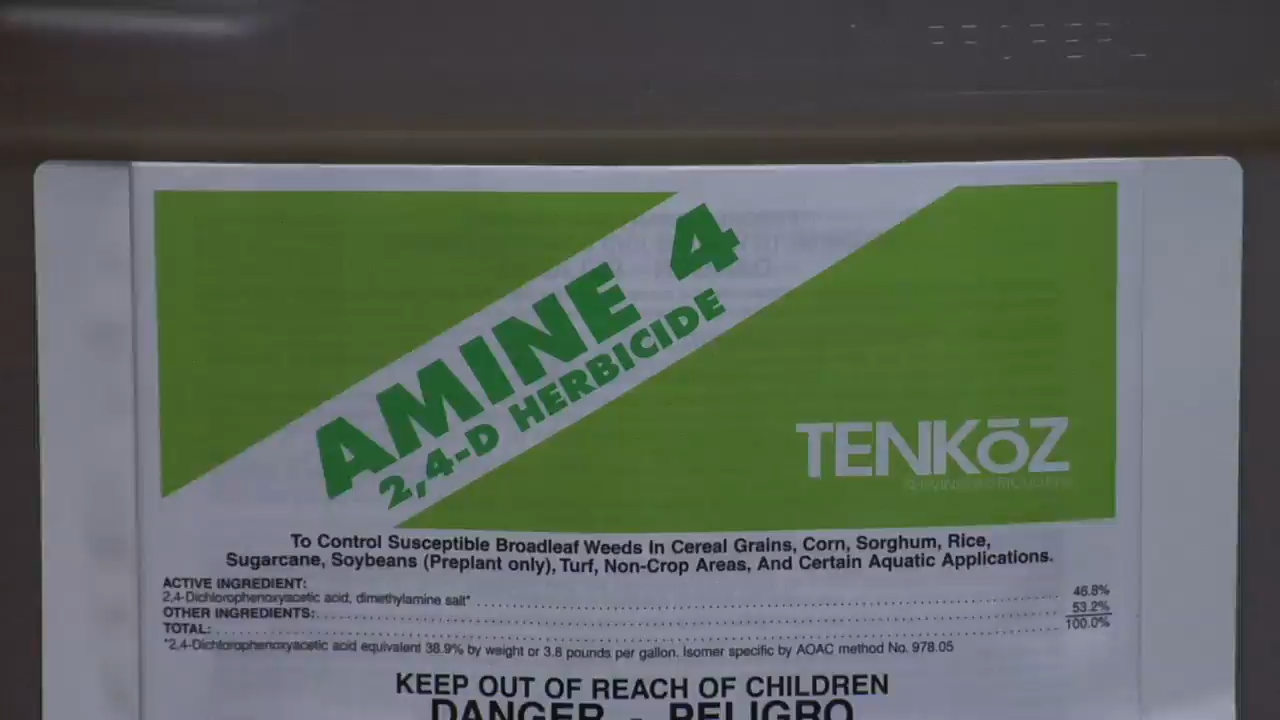 AMINE 4
2,4-D HERBICIDE
TENKōZ
To Control Susceptible Broadleaf Weeds In Cereal Grains, Corn, Sorghum, Rice,
Sugarcane, Soybeans (Preplant only), Turf, Non-Crop Areas, And Certain Aquatic Applications.
ACTIVE INGREDIENT:
2,4-Dichlorophenoxyacetic acid, dimethylamine salt* 46.8%
OTHER INGREDIENTS: 53.2%
TOTAL: 100.0%
*2,4-Dichlorophenoxyacetic acid equivalent 38.9% by weight or 3.8 pounds per gallon. Isomer specific by AOAC method No. 978.05
KEEP OUT OF REACH OF CHILDREN
DANGER - PELIGRO